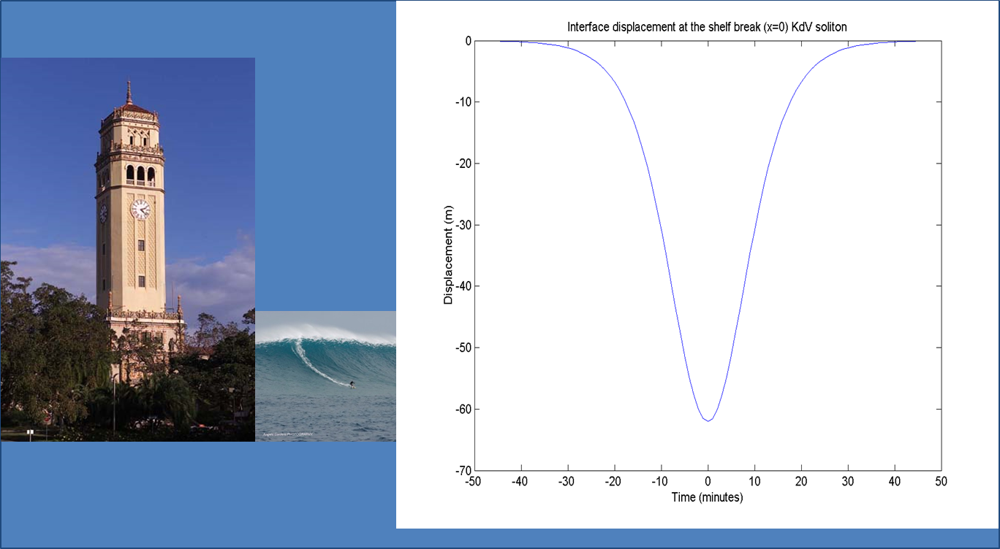 Interface displacement at the shelf break (x=0) KdV soliton
0
-10
-20
-30
-40
-50
-60
-70
Displacement (m)
-50 -40 -30 -20 -10 0 10 20 30 40 50
Time (minutes)